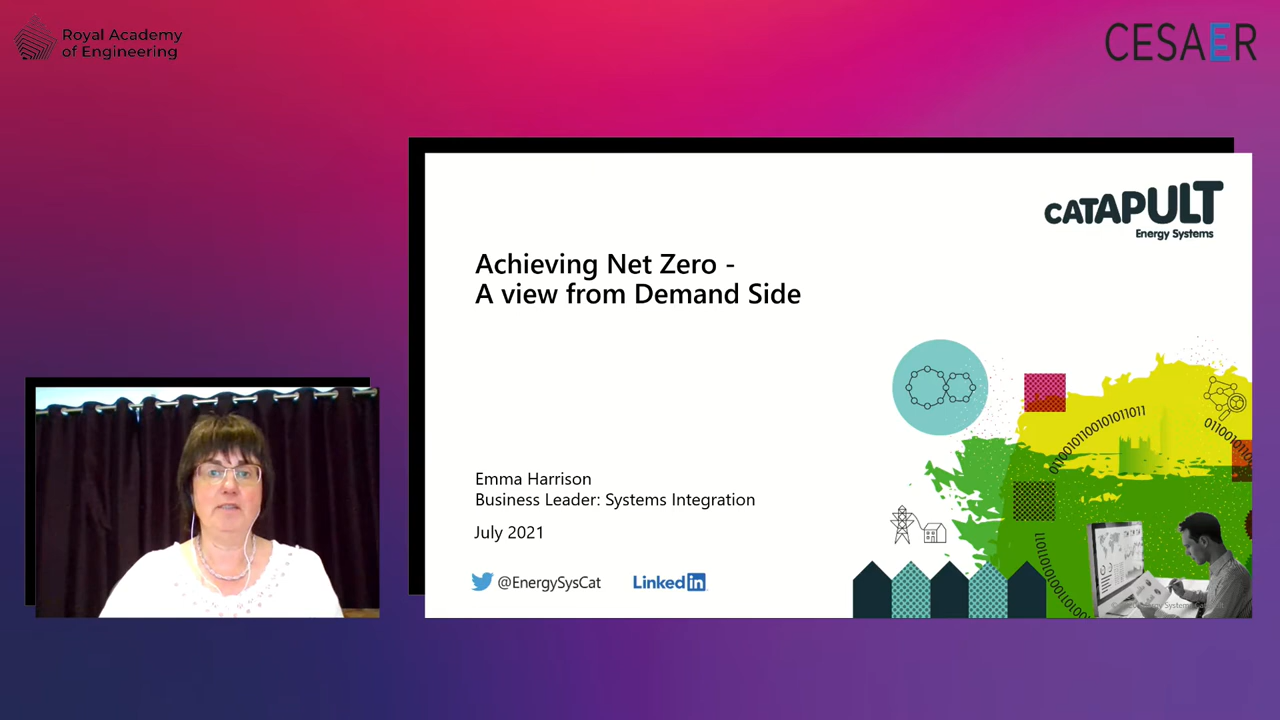 Royal Academy
of Engineering
CESAER
CATAPULT
Energy Systems
Achieving Net Zero -
A view from Demand Side
Emma Harrison
Business Leader: Systems Integration
July 2021
@EnergySysCat
LinkedIn